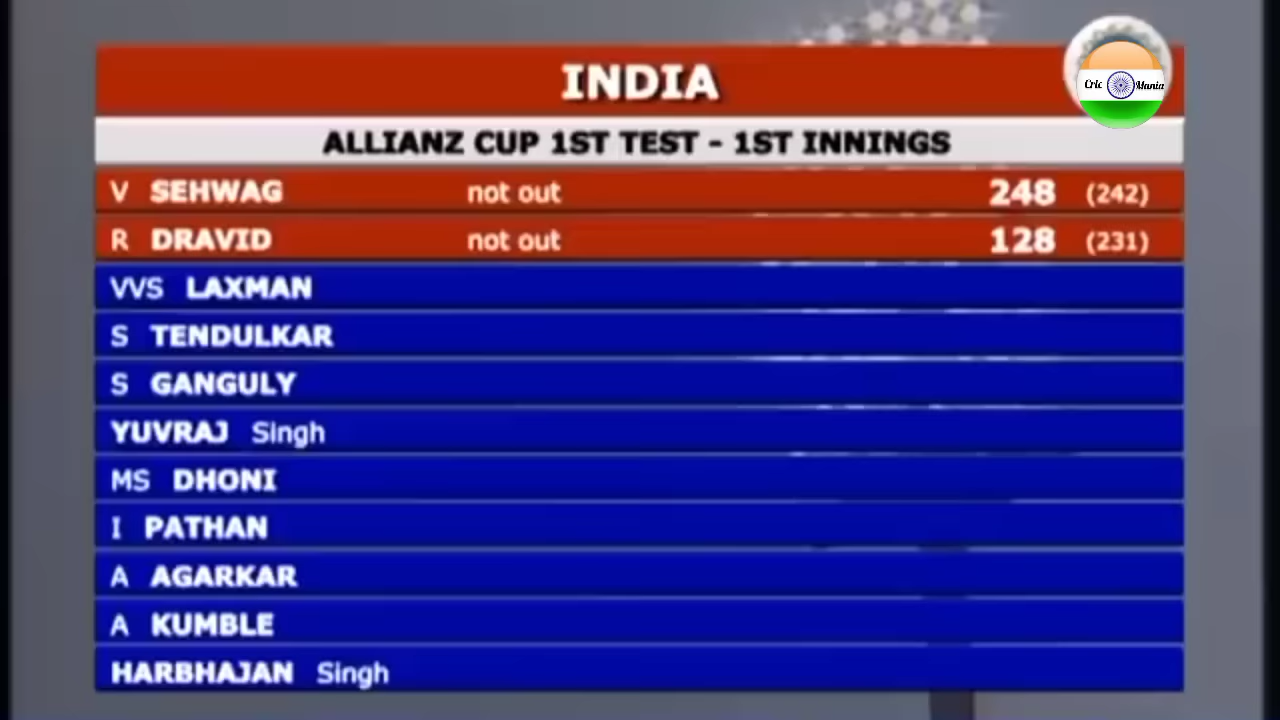 INDIA
Cric Mania
ALLIANZ CUP 1ST TEST - 1ST INNINGS
V SEHWAG not out 248 (242)
R DRAVID not out 128 (231)
VVS LAXMAN
S TENDULKAR
S GANGULY
YUVRAJ Singh
MS DHONI
I PATHAN
A AGARKAR
A KUMBLE
HARBHAJAN Singh